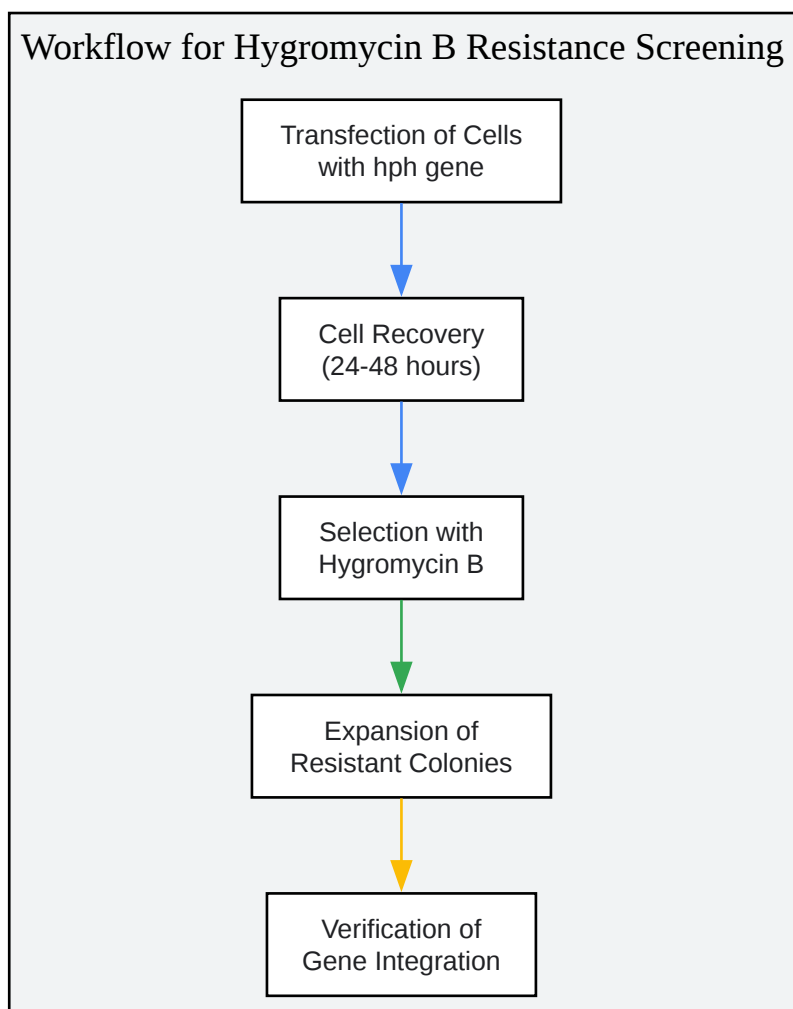 Workflow for Hygromycin B Resistance Screening
Transfection of Cells
with hph gene
Cell Recovery
(24-48 hours)
Selection with
Hygromycin B
Expansion of
Resistant Colonies
Verification of
Gene Integration